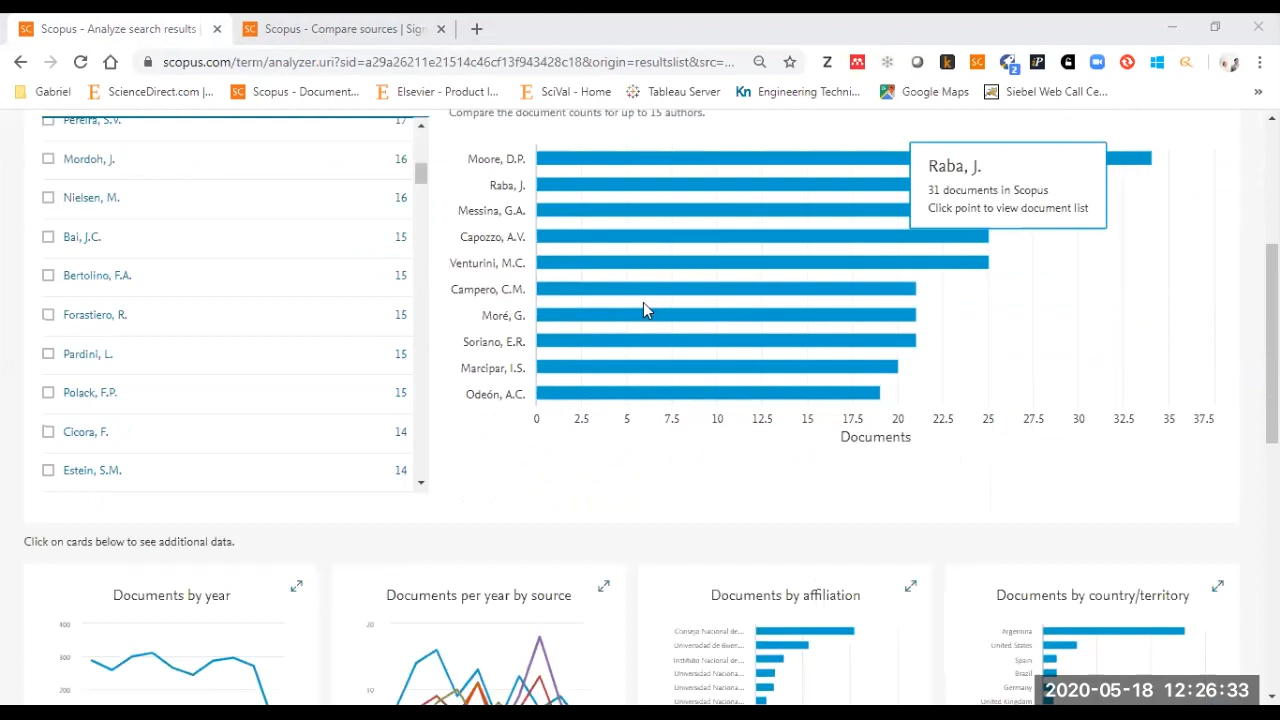 Scopus - Analyze search results
Scopus - Compare sources | Sign
scopus.com/term/analyzer.uri?sid=a29a26211e21514c46cf13f943428c18&origin=resultslist&src=...
Gabriel
ScienceDirect.com |...
Scopus - Document...
Elsevier - Product I...
SciVal - Home
Tableau Server
Kn
Engineering Techni...
Google Maps
Siebel Web Call Ce...
»
Compare the document counts for up to 15 authors.
Pereira, S.V. 17
Mordoh, J. 16
Nielsen, M. 16
Bai, J.C. 15
Bertolino, F.A. 15
Forastiero, R. 15
Pardini, L. 15
Polack, F.P. 15
Cicora, F. 14
Estein, S.M. 14
Moore, D.P.
Raba, J.
Messina, G.A.
Capozzo, A.V.
Venturini, M.C.
Campero, C.M.
Moré, G.
Soriano, E.R.
Marcipar, I.S.
Odeón, A.C.
0 2.5 5 7.5 10 12.5 15 17.5 20 22.5 25 27.5 30 32.5 35 37.5
Documents
Raba, J.
31 documents in Scopus
Click point to view document list
Click on cards below to see additional data.
Documents by year
400
300
200
Documents per year by source
20
10
Documents by affiliation
Consejo Nacional de...
Universidad de Buen...
Instituto Nacional de...
Universidad Naciona...
Universidad Naciona...
Universidad Naciona...
Documents by country/territory
Argentina
United States
Spain
Brazil
Germany
United Kingdom
2020-05-18 12:26:33